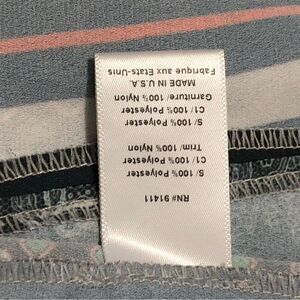 RN# 91411
S/ 100% Polyester
C1/ 100% Polyester
Trim/ 100% Nylon
S/ 100% Polyester
C1/ 100% Polyester
Garniture/ 100% Nylon
MADE IN U.S.A.
Fabrique aux Etats-Unis